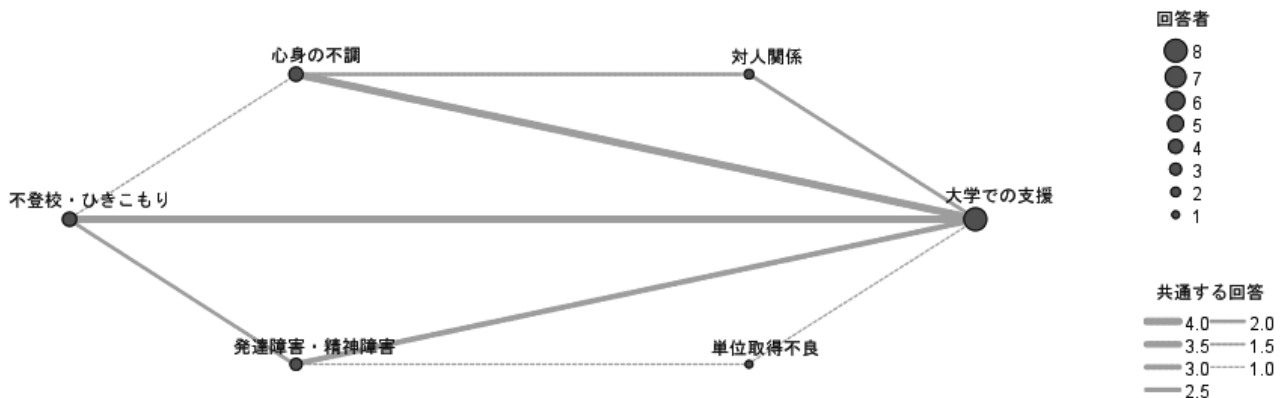 回答者
心身の不調
対人関係
8
7
6
5
4
3
2
1
不登校・ひきこもり
大学での支援
発達障害・精神障害
単位取得不良
共通する回答
4.0 2.0
3.5 1.5
3.0 1.0
2.5